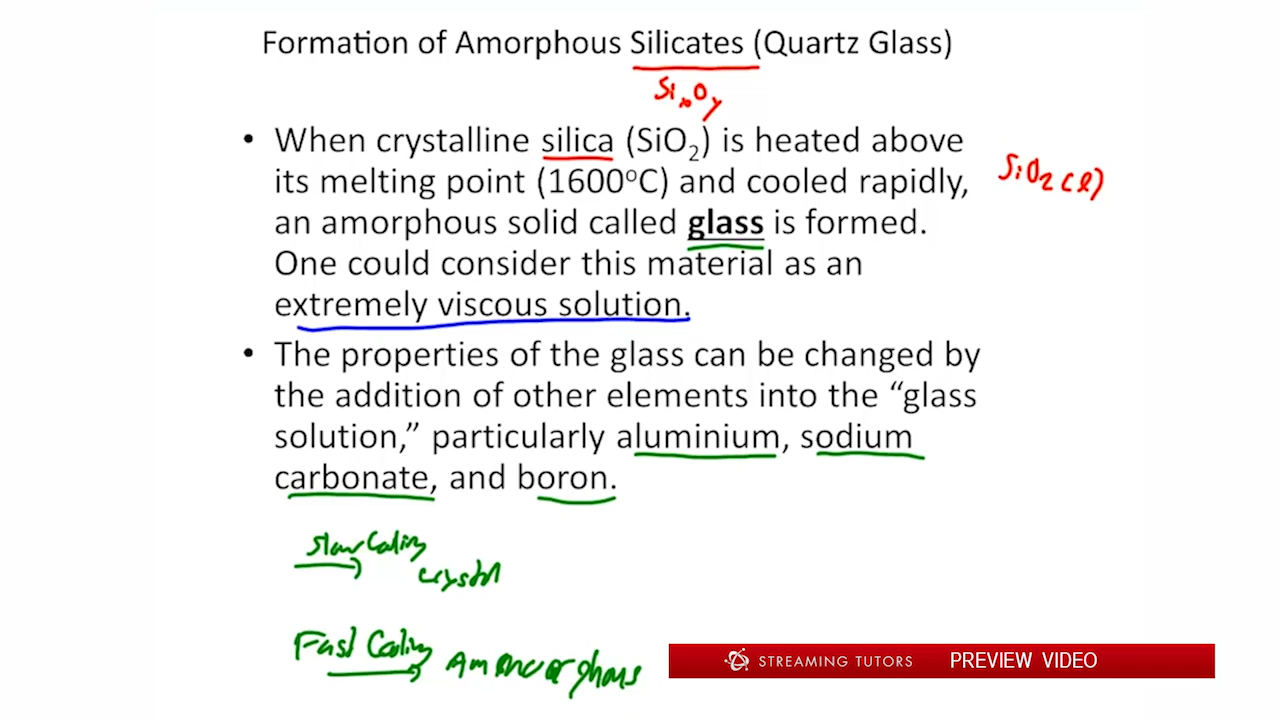 Formation of Amorphous Silicates (Quartz Glass)
SixOy
• When crystalline silica (SiO2) is heated above
its melting point (1600oC) and cooled rapidly,
SiO2(l)
an amorphous solid called glass is formed.
One could consider this material as an
extremely viscous solution.
• The properties of the glass can be changed by
the addition of other elements into the “glass
solution,” particularly aluminium, sodium
carbonate, and boron.
Slow Cooling
crystal
Fast Cooling
STREAMING TUTORS PREVIEW VIDEO